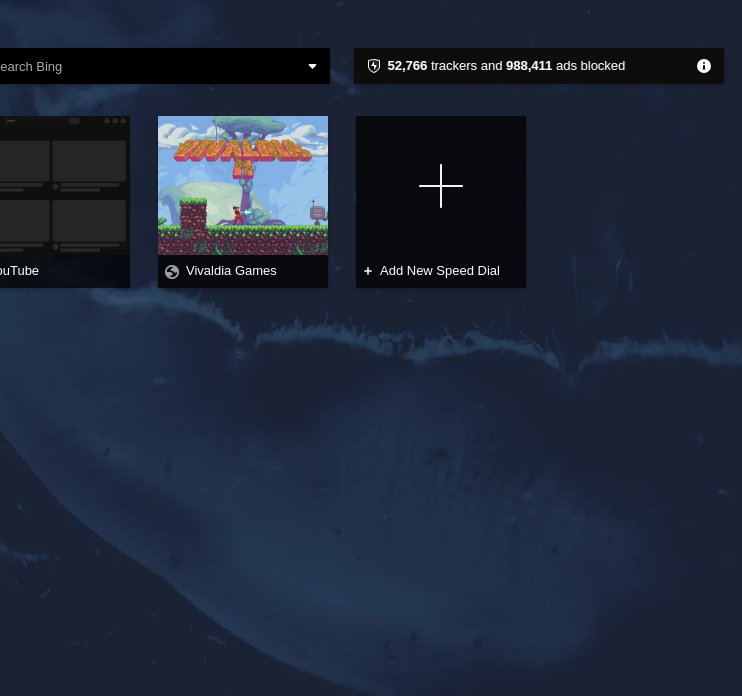 earch Bing
52,766 trackers and 988,411 ads blocked
VIVALDIA
II
ouTube
Vivaldia Games
Add New Speed Dial